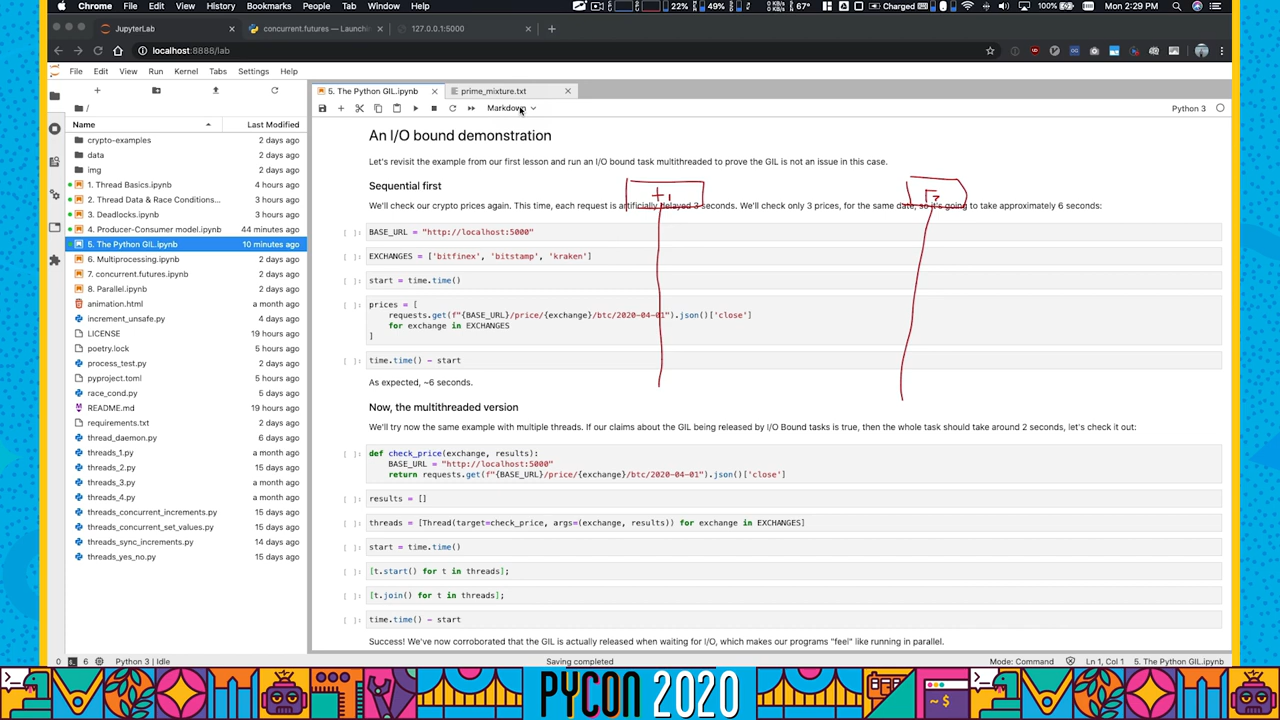 Chrome File Edit View History Bookmarks People Tab Window Help
22% 49% 67° Charged 100% Mon 2:29 PM
JupyterLab
concurrent.futures — Launchi
127.0.0.1:5000
localhost:8888/lab
File Edit View Run Kernel Tabs Settings Help
5. The Python GIL.ipynb
prime_mixture.txt
/
Markdown
Python 3
Name Last Modified
crypto-examples 2 days ago
data 2 days ago
img 2 days ago
1. Thread Basics.ipynb 4 hours ago
2. Thread Data & Race Conditions... 2 days ago
3. Deadlocks.ipynb 2 days ago
4. Producer-Consumer model.ipynb 44 minutes ago
5. The Python GIL.ipynb 10 minutes ago
6. Multiprocessing.ipynb 2 days ago
7. concurrent.futures.ipynb 2 days ago
8. Parallel.ipynb 2 days ago
animation.html a month ago
increment_unsafe.py 4 days ago
LICENSE 19 hours ago
poetry.lock 5 hours ago
process_test.py 2 days ago
pyproject.toml 5 hours ago
race_cond.py 5 days ago
README.md 19 hours ago
requirements.txt 2 days ago
thread_daemon.py 6 days ago
threads_1.py a month ago
threads_2.py 15 days ago
threads_3.py a month ago
threads_4.py a month ago
threads_concurrent_increments.py 15 days ago
threads_concurrent_set_values.py 15 days ago
threads_sync_increments.py 14 days ago
threads_yes_no.py 15 days ago
An I/O bound demonstration
Let's revisit the example from our first lesson and run an I/O bound task multithreaded to prove the GIL is not an issue in this case.
Sequential first
We'll check our crypto prices again. This time, each request is artificially delayed 3 seconds. We'll check only 3 prices, for the same date, so it's going to take approximately 6 seconds:
[ ]: BASE_URL = "http://localhost:5000"
[ ]: EXCHANGES = ['bitfinex', 'bitstamp', 'kraken']
[ ]: start = time.time()
[ ]: prices = [
requests.get(f"{BASE_URL}/price/{exchange}/btc/2020-04-01").json()['close']
for exchange in EXCHANGES
]
[ ]: time.time() - start
As expected, ~6 seconds.
Now, the multithreaded version
We'll try now the same example with multiple threads. If our claims about the GIL being released by I/O Bound tasks is true, then the whole task should take around 2 seconds, let's check it out:
[ ]: def check_price(exchange, results):
BASE_URL = "http://localhost:5000"
return requests.get(f"{BASE_URL}/price/{exchange}/btc/2020-04-01").json()['close']
[ ]: results = []
[ ]: threads = [Thread(target=check_price, args=(exchange, results)) for exchange in EXCHANGES]
[ ]: start = time.time()
[ ]: [t.start() for t in threads];
[ ]: [t.join() for t in threads];
[ ]: time.time() - start
Success! We've now corroborated that the GIL is actually released when waiting for I/O, which makes our programs "feel" like running in parallel.
0 6 Python 3 | Idle
Saving completed
Mode: Command Ln 1, Col 1 5. The Python GIL.ipynb
PYCON 2020